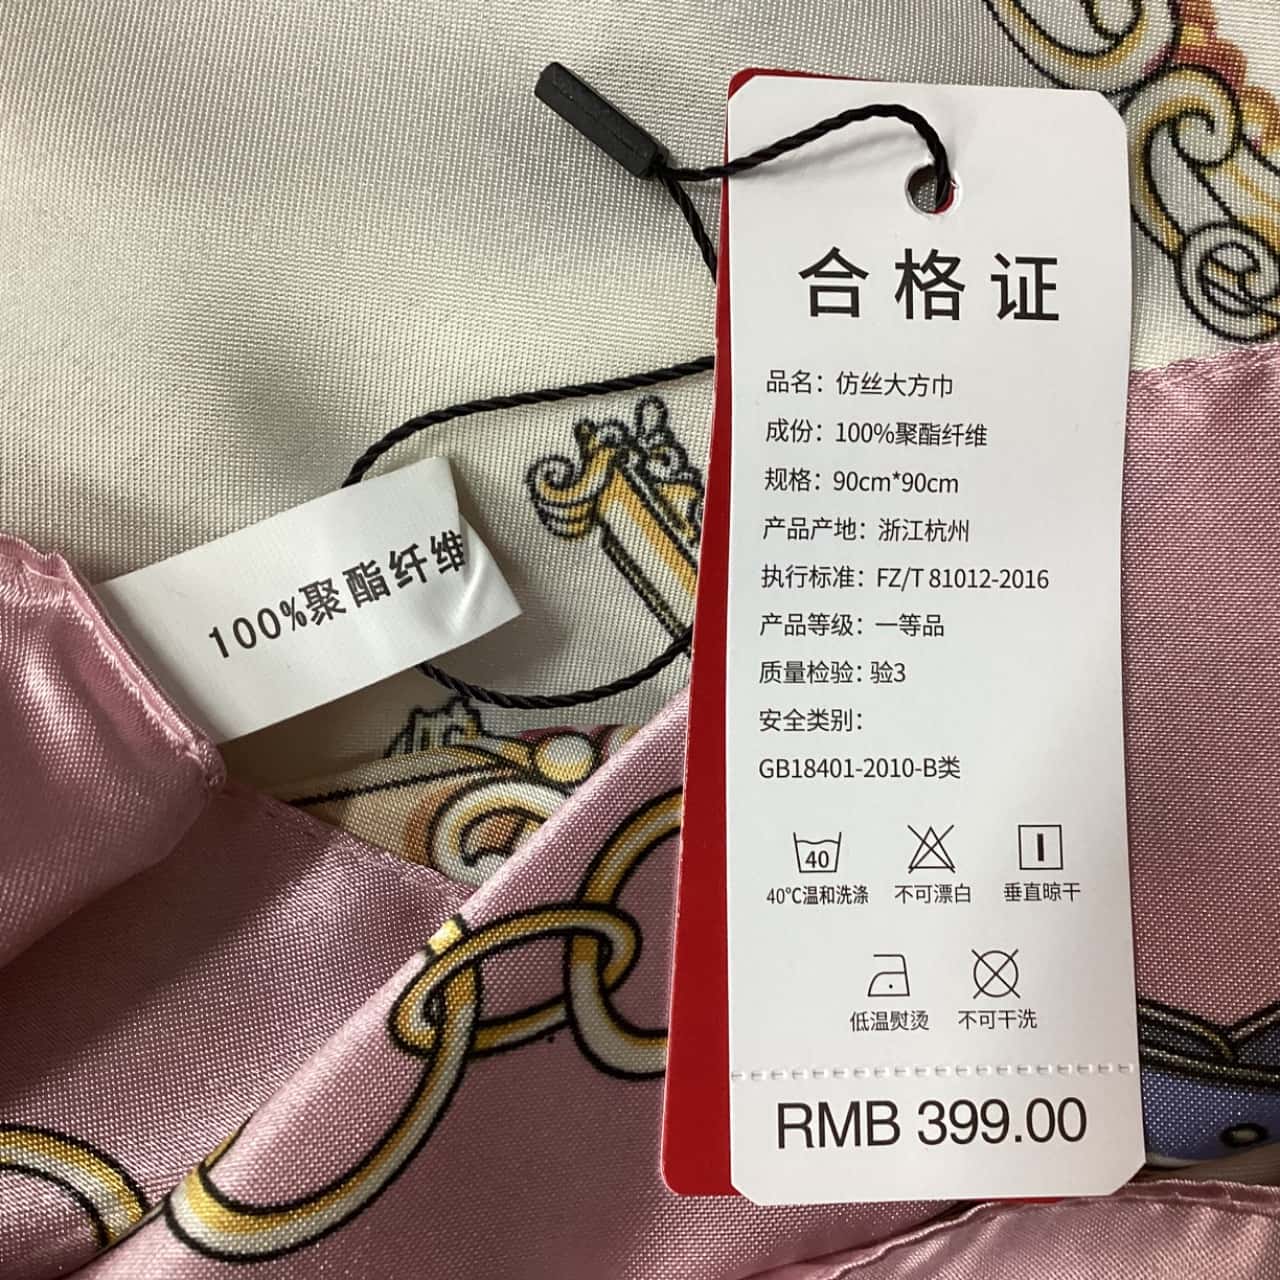 合格证
品名：仿丝大方巾
成份：100%聚酯纤维
规格：90cm*90cm
产品产地：浙江杭州
执行标准：FZ/T 81012-2016
产品等级：一等品
质量检验：验3
安全类别：
GB18401-2010-B类
40
40℃温和洗涤 不可漂白 垂直晾干
低温熨烫 不可干洗
RMB 399.00
100%聚酯纤维